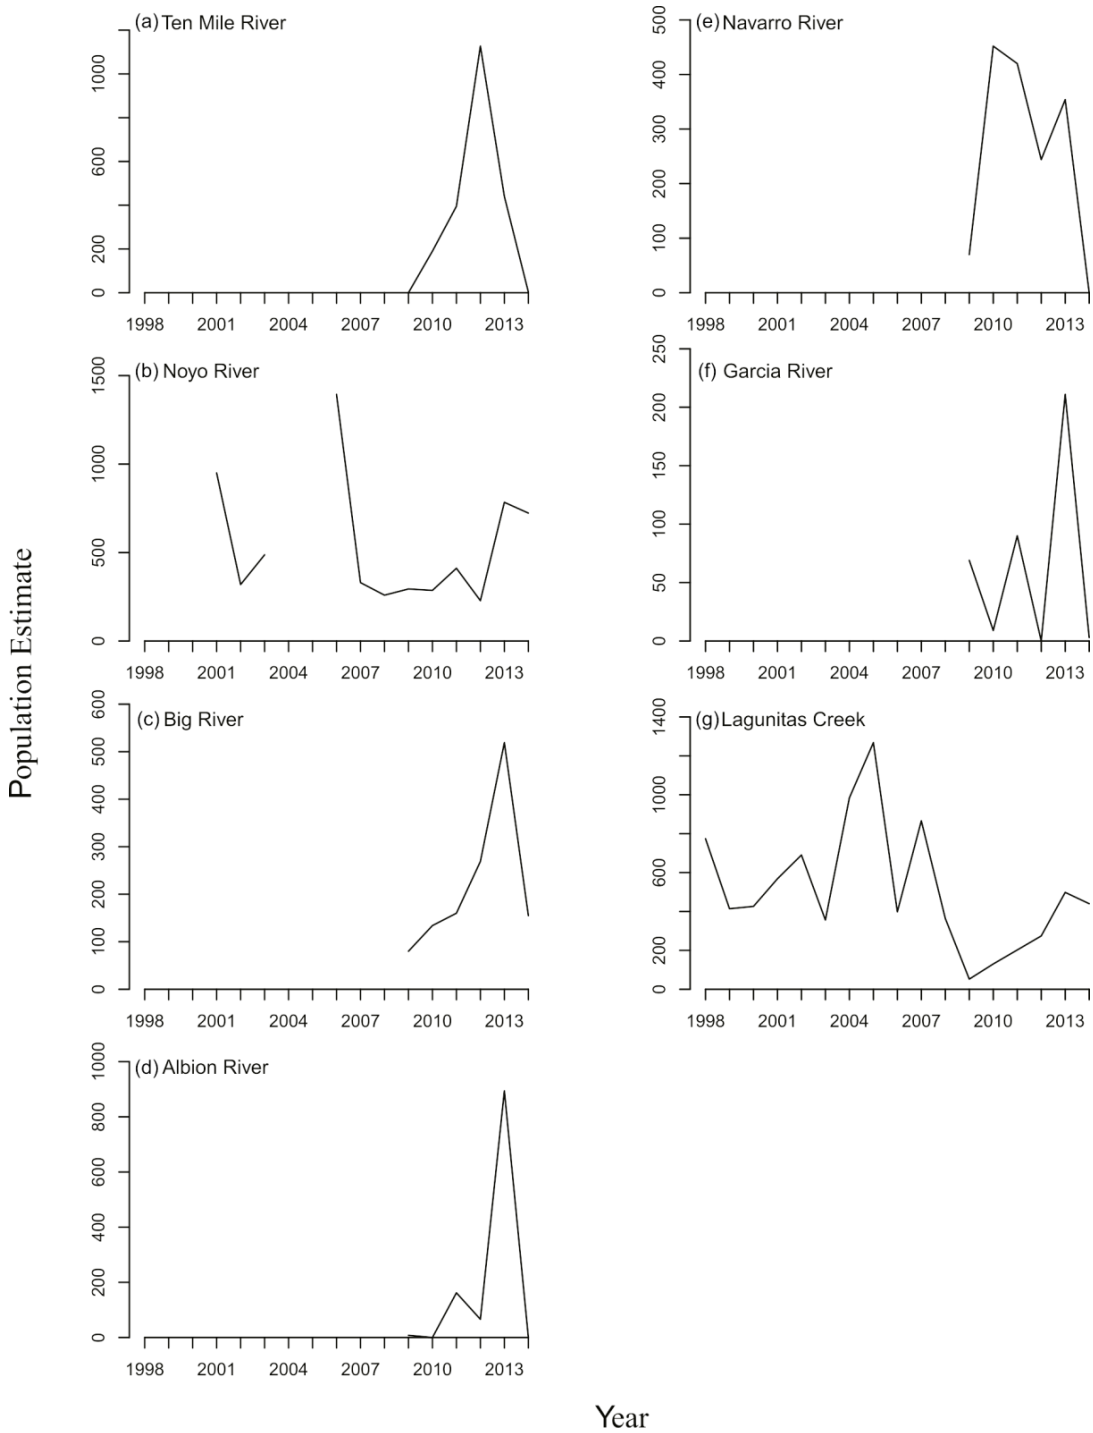 (a) Ten Mile River
0 200 600 1000
1998 2001 2004 2007 2010 2013
(b) Noyo River
0 500 1000 1500
1998 2001 2004 2007 2010 2013
(c) Big River
0 100 200 300 400 500 600
1998 2001 2004 2007 2010 2013
(d) Albion River
0 200 400 600 800 1000
1998 2001 2004 2007 2010 2013
(e) Navarro River
0 100 200 300 400 500
1998 2001 2004 2007 2010 2013
(f) Garcia River
0 50 100 150 200 250
1998 2001 2004 2007 2010 2013
(g) Lagunitas Creek
0 200 600 1000 1400
1998 2001 2004 2007 2010 2013
Population Estimate
Year